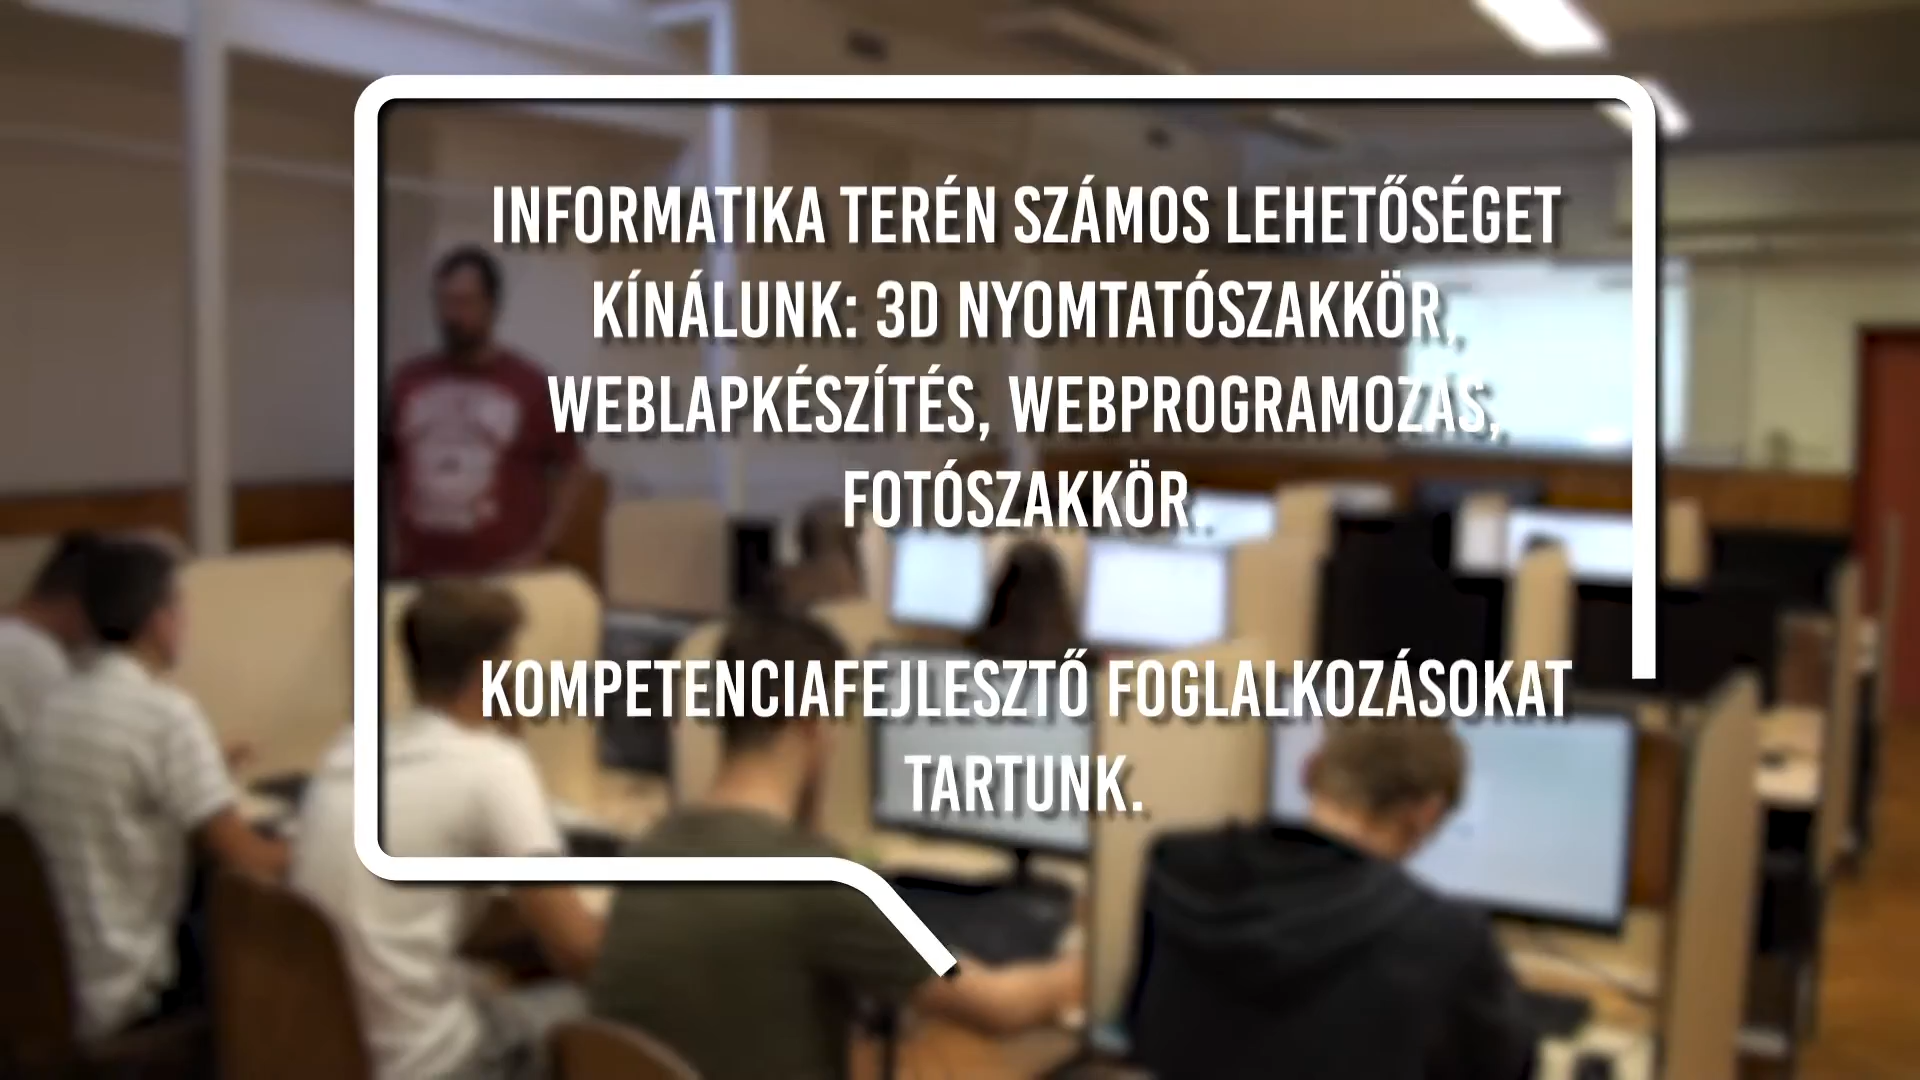 INFORMATIKA TERÉN SZÁMOS LEHETŐSÉGET
KÍNÁLUNK: 3D NYOMTATÓSZAKKÖR,
WEBLAPKÉSZÍTÉS, WEBPROGRAMOZÁS,
FOTÓSZAKKÖR.
KOMPETENCIAFEJLESZTŐ FOGLALKOZÁSOKAT
TARTUNK.